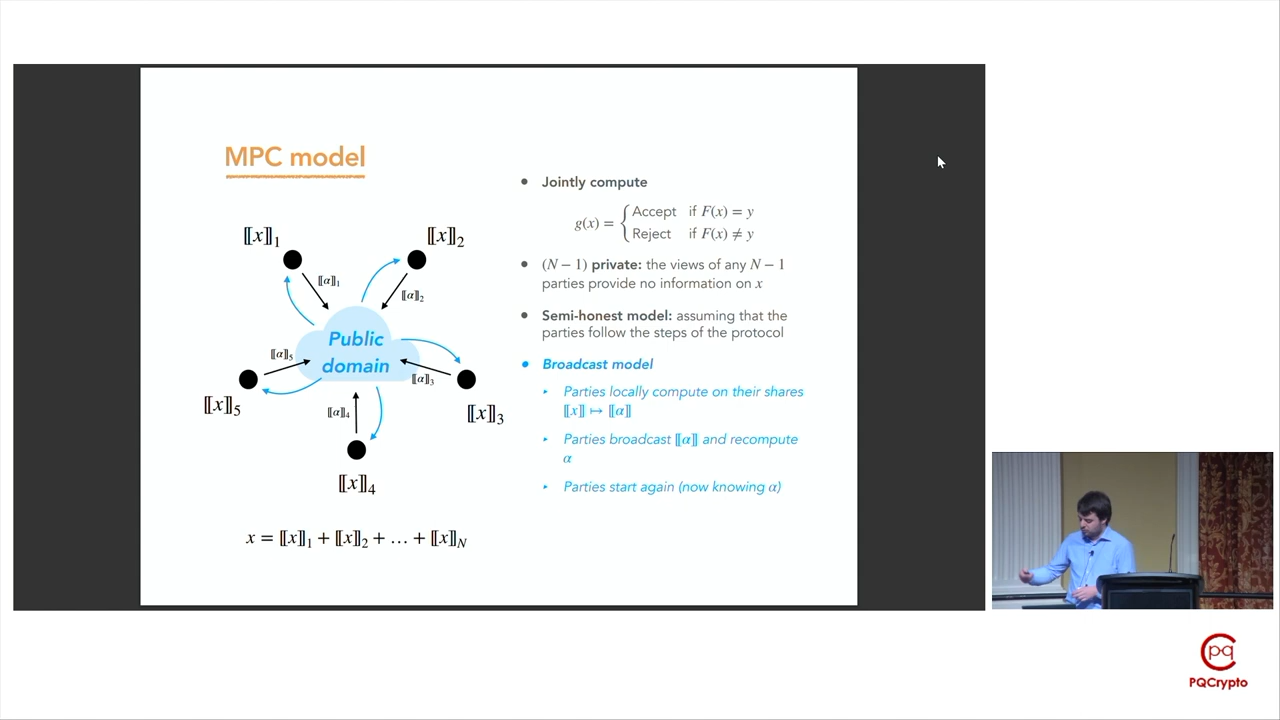 MPC model
⟦x⟧₁
⟦x⟧₂
⟦α⟧₁
⟦α⟧₂
Public
domain
⟦α⟧₅
⟦α⟧₃
⟦x⟧₅
⟦α⟧₄
⟦x⟧₃
⟦x⟧₄
x = ⟦x⟧₁ + ⟦x⟧₂ + … + ⟦x⟧_N
• Jointly compute
g(x) = { Accept if F(x) = y
Reject if F(x) ≠ y
• (N − 1) private: the views of any N − 1
parties provide no information on x
• Semi-honest model: assuming that the
parties follow the steps of the protocol
• Broadcast model
‣ Parties locally compute on their shares
⟦x⟧ ↦ ⟦α⟧
‣ Parties broadcast ⟦α⟧ and recompute
α
‣ Parties start again (now knowing α)
pq
PQCrypto